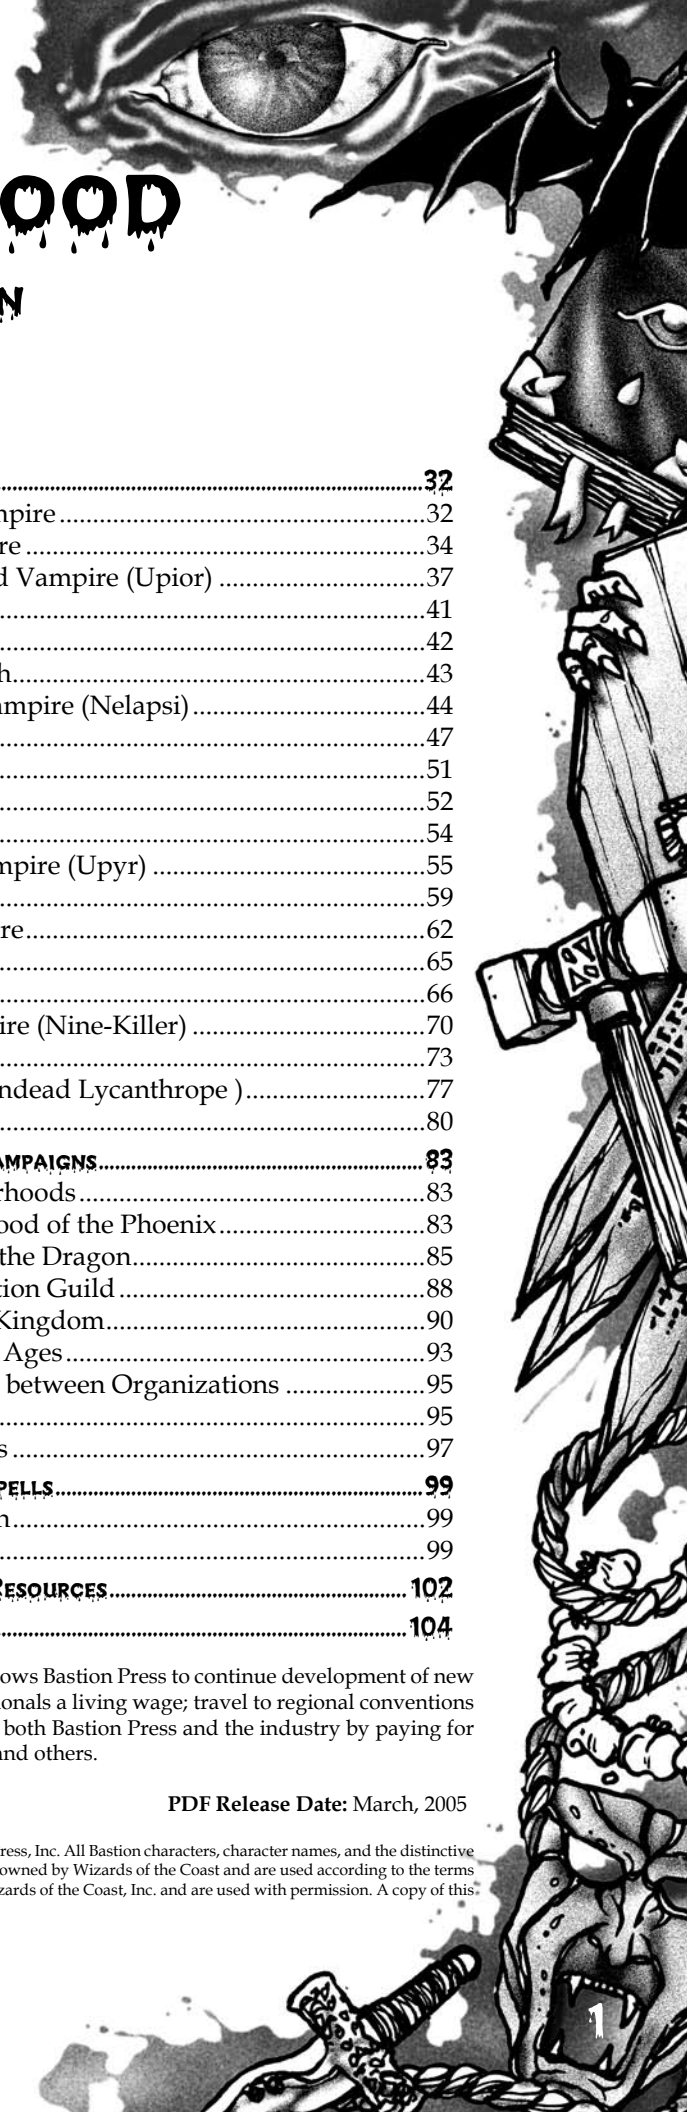 OOD
N
32
mpire 32
re 34
d Vampire (Upior) 37
41
42
h 43
ampire (Nelapsi) 44
47
51
52
54
mpire (Upyr) 55
59
re 62
65
66
ire (Nine-Killer) 70
73
ndead Lycanthrope ) 77
80
AMPAIGNS 83
rhoods 83
ood of the Phoenix 83
the Dragon 85
tion Guild 88
Kingdom 90
Ages 93
between Organizations 95
95
s 97
PELLS 99
n 99
99
RESOURCES 102
104
ows Bastion Press to continue development of new
ionals a living wage; travel to regional conventions
both Bastion Press and the industry by paying for
and others.
PDF Release Date: March, 2005
ress, Inc. All Bastion characters, character names, and the distinctive
owned by Wizards of the Coast and are used according to the terms
zards of the Coast, Inc. and are used with permission. A copy of this
1